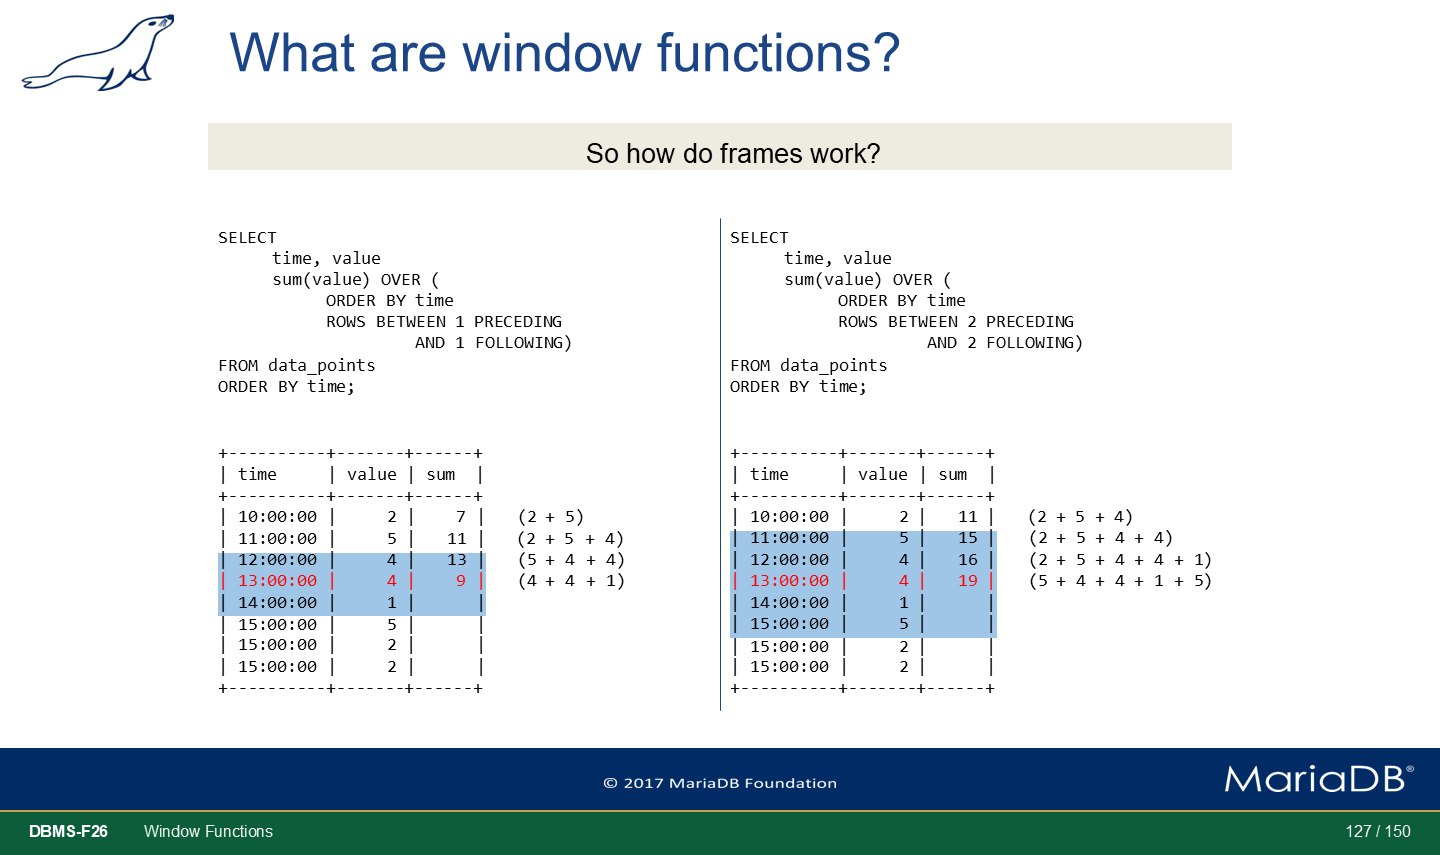 What are window functions?
So how do frames work?
SELECT
time, value
sum(value) OVER (
ORDER BY time
ROWS BETWEEN 1 PRECEDING
AND 1 FOLLOWING)
FROM data_points
ORDER BY time;
+----------+-------+------+
| time     | value | sum  |
+----------+-------+------+
| 10:00:00 |     2 |    7 |   (2 + 5)
| 11:00:00 |     5 |   11 |   (2 + 5 + 4)
| 12:00:00 |     4 |   13 |   (5 + 4 + 4)
| 13:00:00 |     4 |    9 |   (4 + 4 + 1)
| 14:00:00 |     1 |      |
| 15:00:00 |     5 |      |
| 15:00:00 |     2 |      |
| 15:00:00 |     2 |      |
+----------+-------+------+
SELECT
time, value
sum(value) OVER (
ORDER BY time
ROWS BETWEEN 2 PRECEDING
AND 2 FOLLOWING)
FROM data_points
ORDER BY time;
+----------+-------+------+
| time     | value | sum  |
+----------+-------+------+
| 10:00:00 |     2 |   11 |   (2 + 5 + 4)
| 11:00:00 |     5 |   15 |   (2 + 5 + 4 + 4)
| 12:00:00 |     4 |   16 |   (2 + 5 + 4 + 4 + 1)
| 13:00:00 |     4 |   19 |   (5 + 4 + 4 + 1 + 5)
| 14:00:00 |     1 |      |
| 15:00:00 |     5 |      |
| 15:00:00 |     2 |      |
| 15:00:00 |     2 |      |
+----------+-------+------+
© 2017 MariaDB Foundation
MariaDB®
DBMS-F26 Window Functions 127 / 150